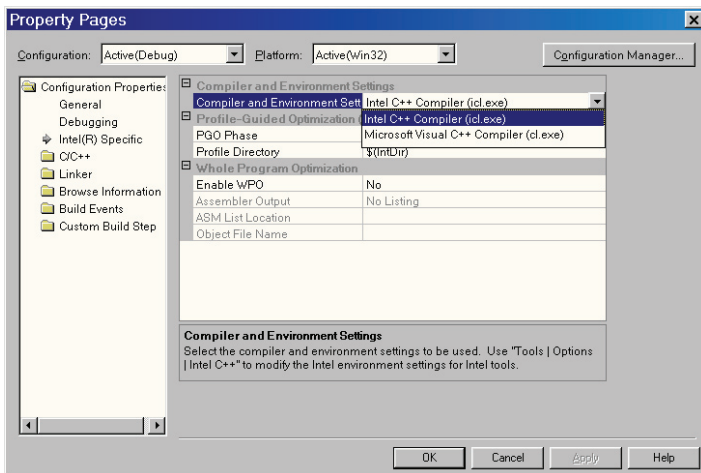 Property Pages
Configuration: Active(Debug) Platform: Active(Win32) Configuration Manager...
Configuration Properties
General
Debugging
Intel(R) Specific
C/C++
Linker
Browse Information
Build Events
Custom Build Step
Compiler and Environment Settings
Compiler and Environment Sett Intel C++ Compiler (icl.exe)
Intel C++ Compiler (icl.exe)
Microsoft Visual C++ Compiler (cl.exe)
Profile-Guided Optimization (
PGO Phase
Profile Directory $(IntDir)
Whole Program Optimization
Enable WPO No
Assembler Output No Listing
ASM List Location
Object File Name
Compiler and Environment Settings
Select the compiler and environment settings to be used. Use "Tools | Options
| Intel C++" to modify the Intel environment settings for Intel tools.
OK Cancel Apply Help